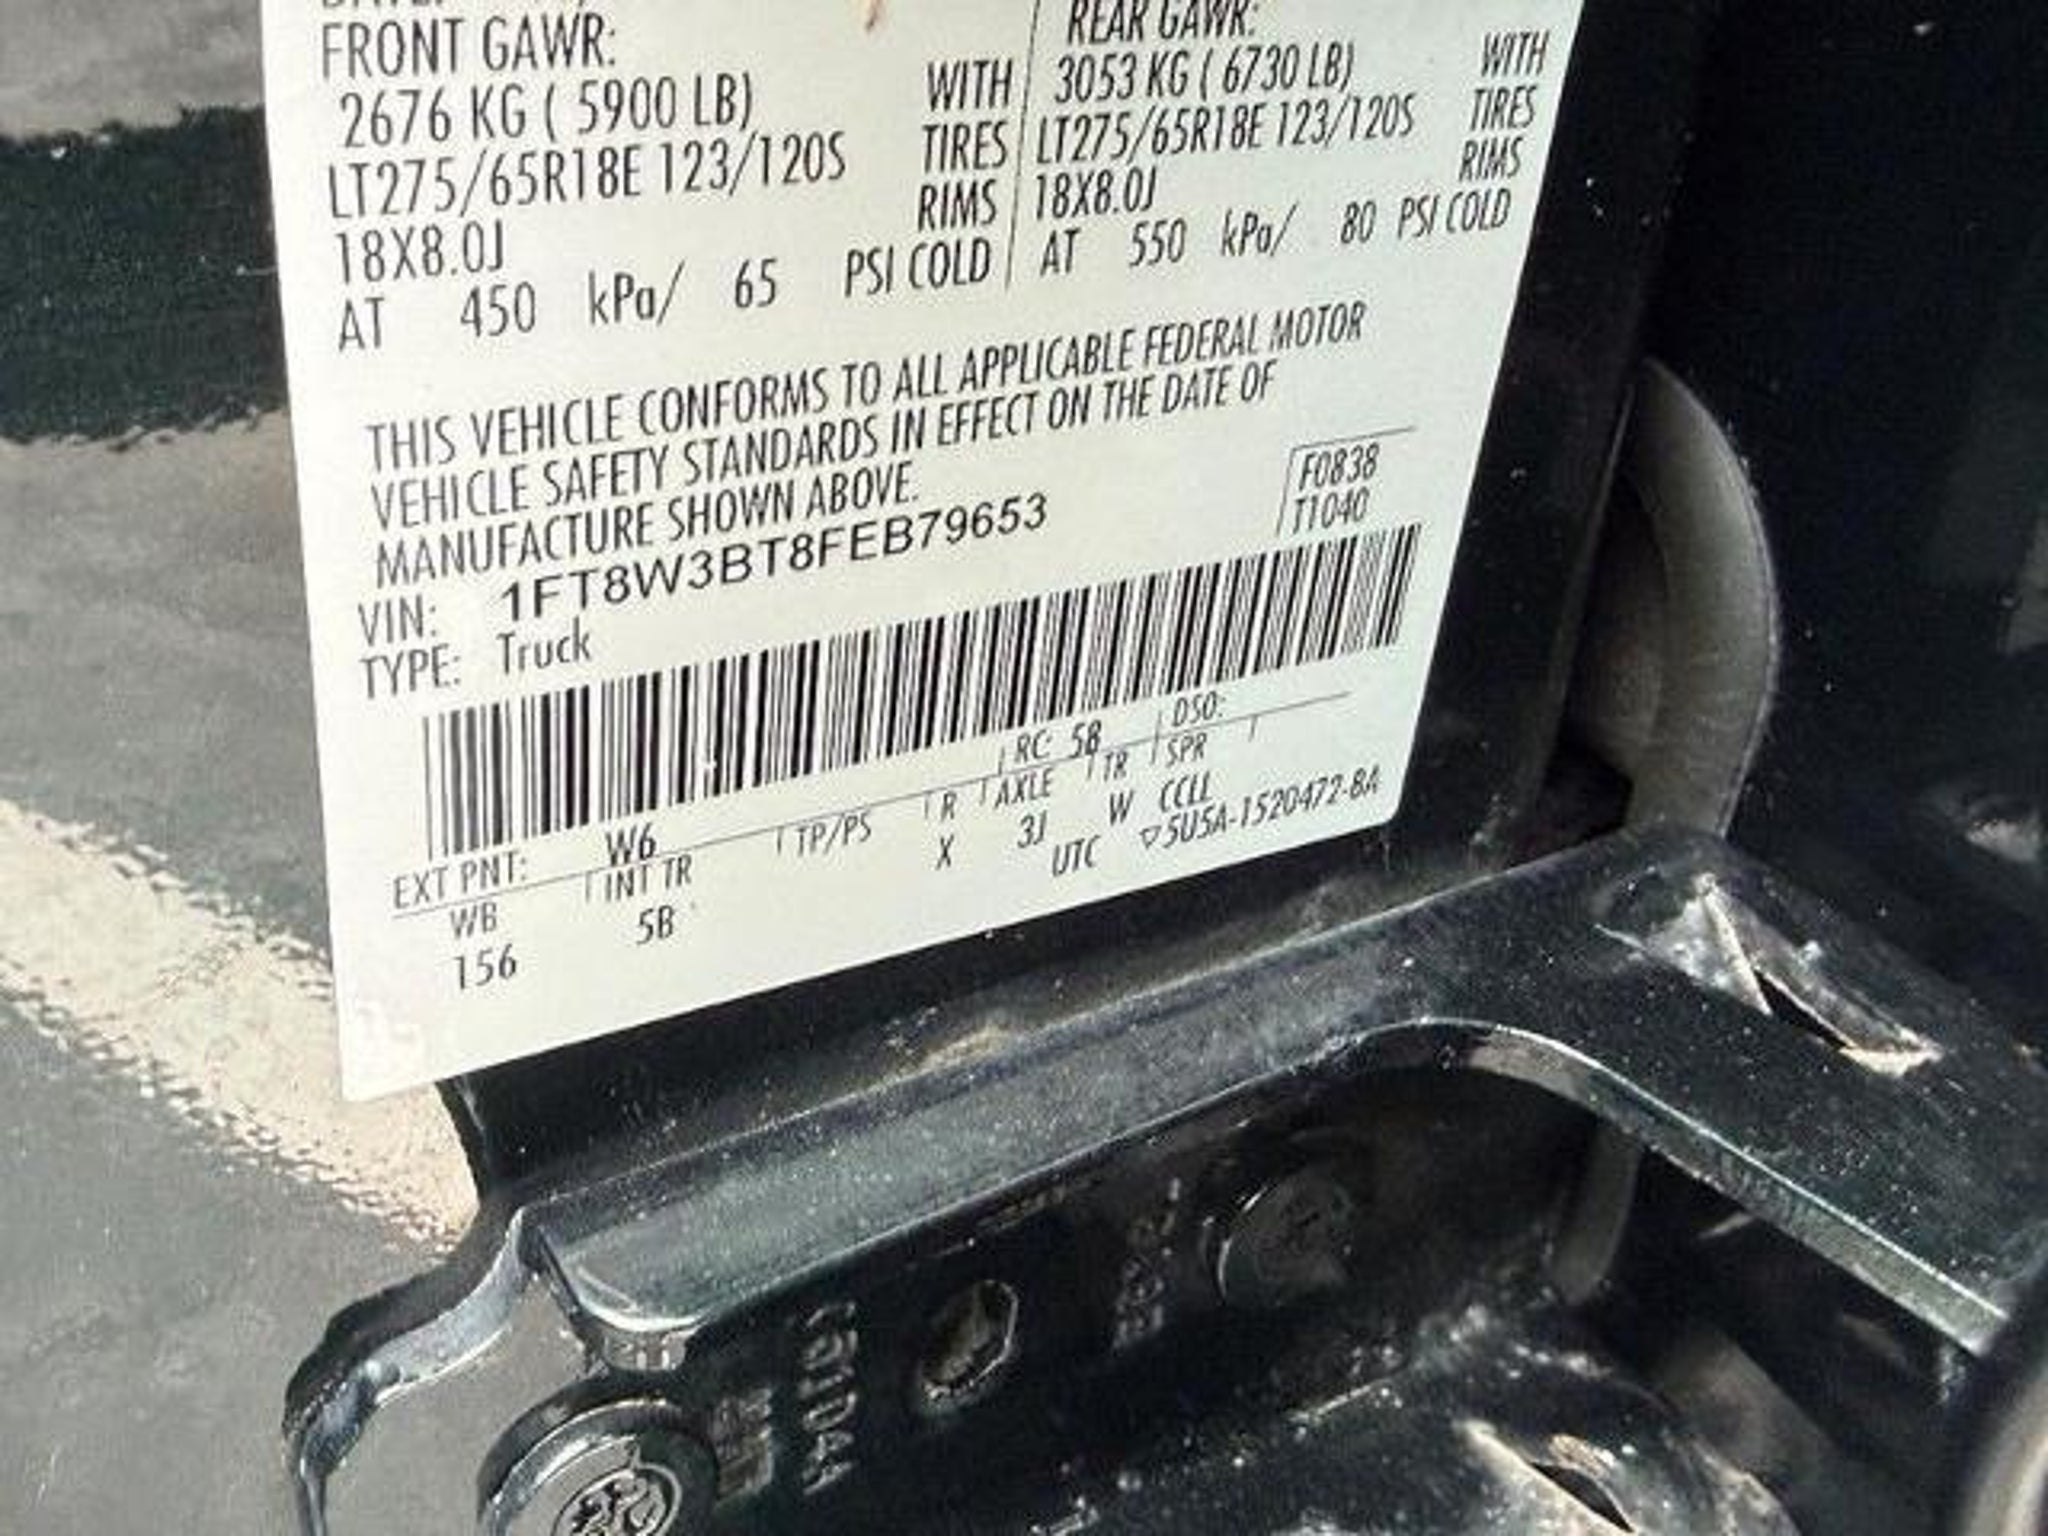 FRONT GAWR:
2676 KG ( 5900 LB) WITH
LT275/65R18E 123/120S TIRES
18X8.0J RIMS
AT 450 kPa/ 65 PSI COLD
REAR GAWR:
3053 KG ( 6730 LB) WITH
LT275/65R18E 123/120S TIRES
18X8.0J RIMS
AT 550 kPa/ 80 PSI COLD
THIS VEHICLE CONFORMS TO ALL APPLICABLE FEDERAL MOTOR
VEHICLE SAFETY STANDARDS IN EFFECT ON THE DATE OF
MANUFACTURE SHOWN ABOVE.
F0838
T1040
VIN: 1FT8W3BT8FEB79653
TYPE: Truck
EXT PNT: W6 RC: 58 DSO:
WB INT TR TP/PS R AXLE TR SPR
156 5B X 3J W CCLL
UTC ▽5U5A-1520472-BA